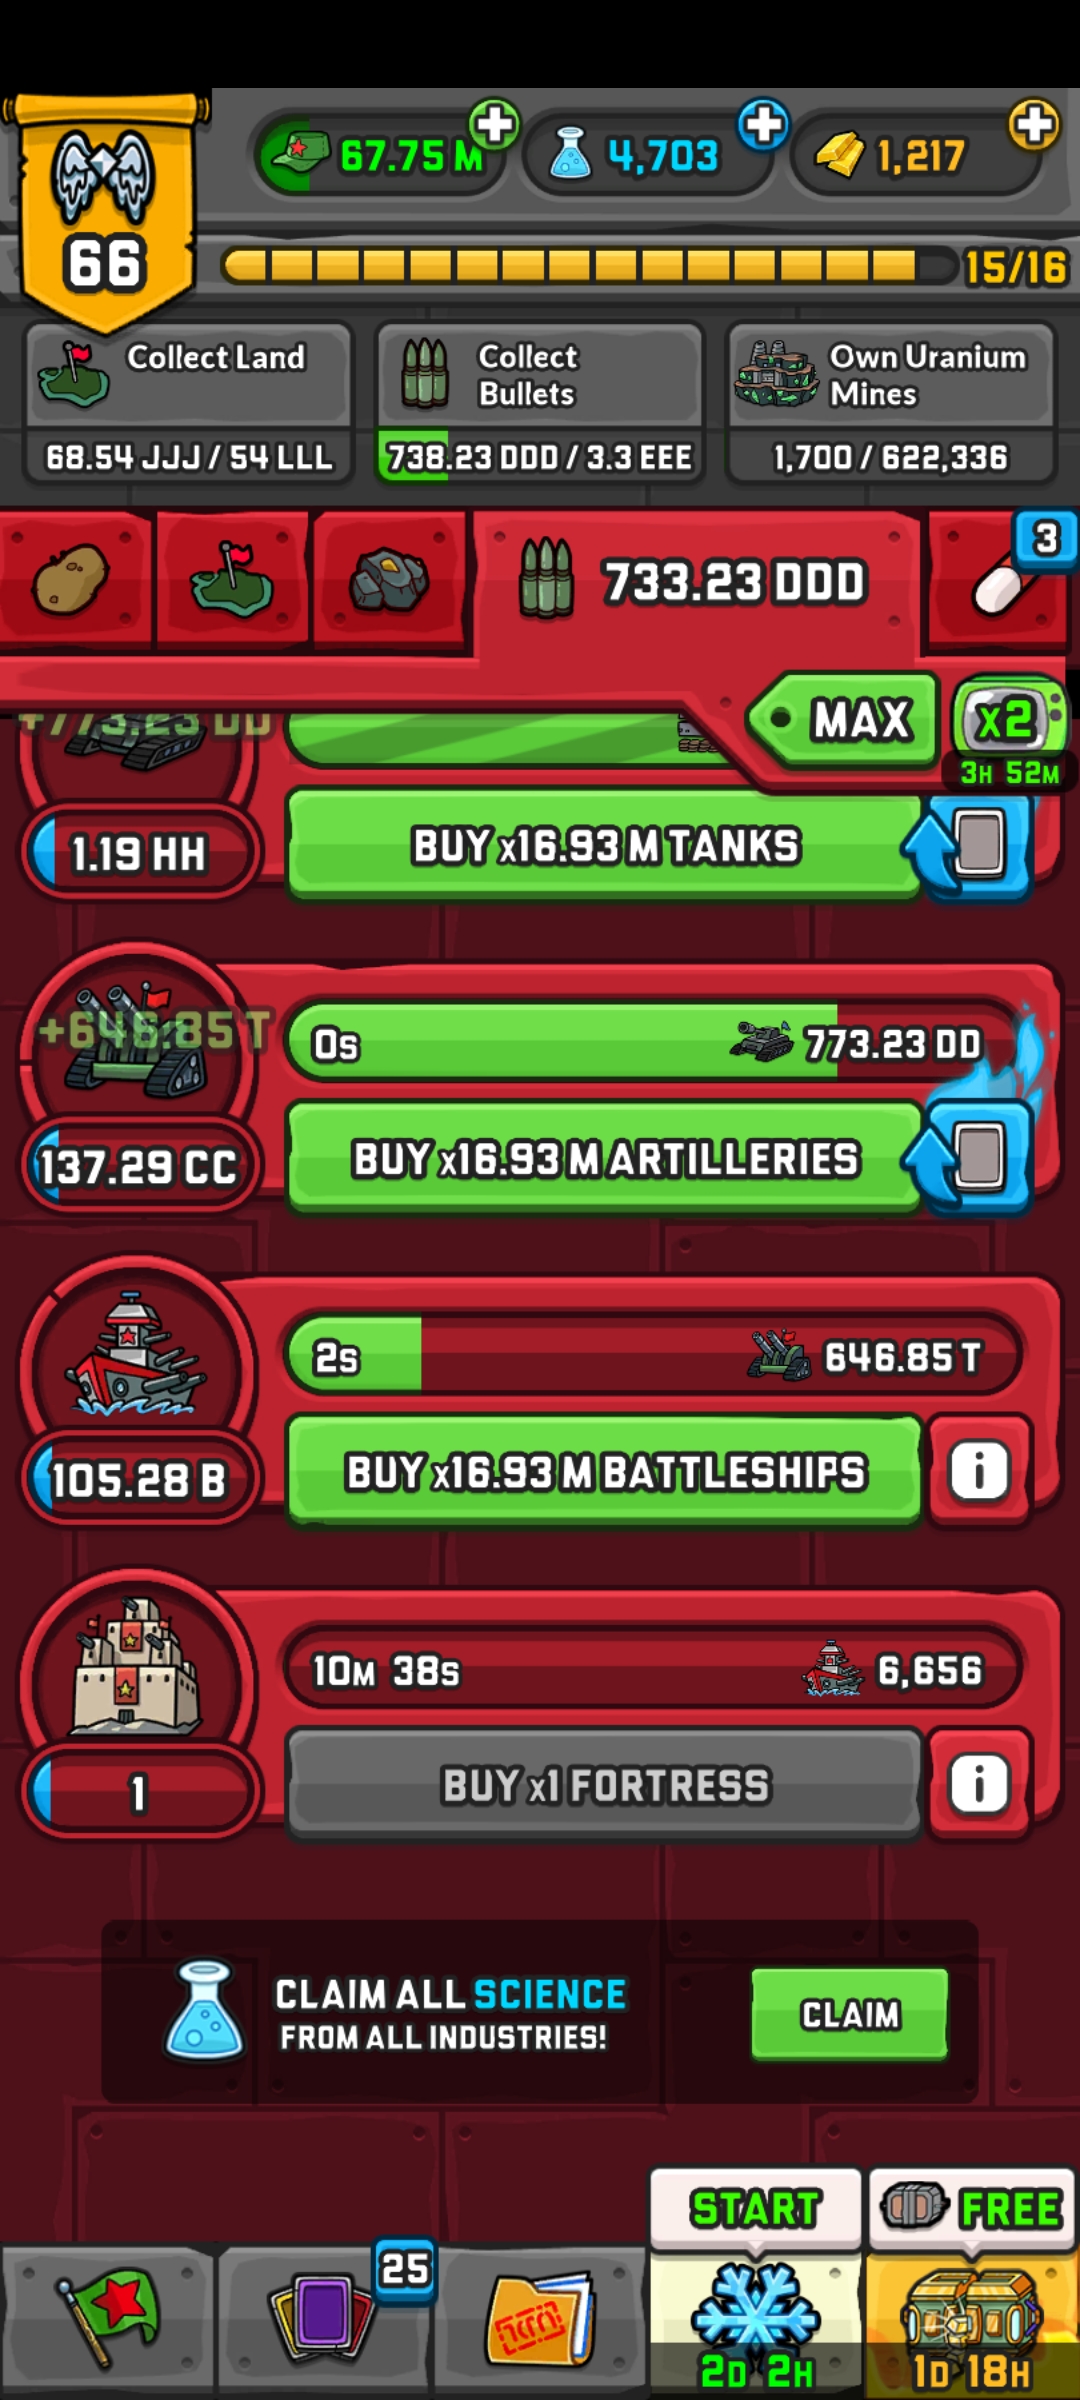 67.75 M
4,703
1,217
66
15/16
Collect Land
68.54 JJJ / 54 LLL
Collect
Bullets
738.23 DDD / 3.3 EEE
Own Uranium
Mines
1,700 / 622,336
733.23 DDD
3
MAX
x2
3H 52M
+773.23 DD
1.19 HH
BUY x16.93 M TANKS
+646.85 T
0s
773.23 DD
137.29 CC
BUY x16.93 M ARTILLERIES
2s
646.85 T
105.28 B
BUY x16.93 M BATTLESHIPS
i
10M 38s
6,656
1
BUY x1 FORTRESS
i
CLAIM ALL SCIENCE
FROM ALL INDUSTRIES!
CLAIM
START
FREE
25
2D 2H
1D 18H